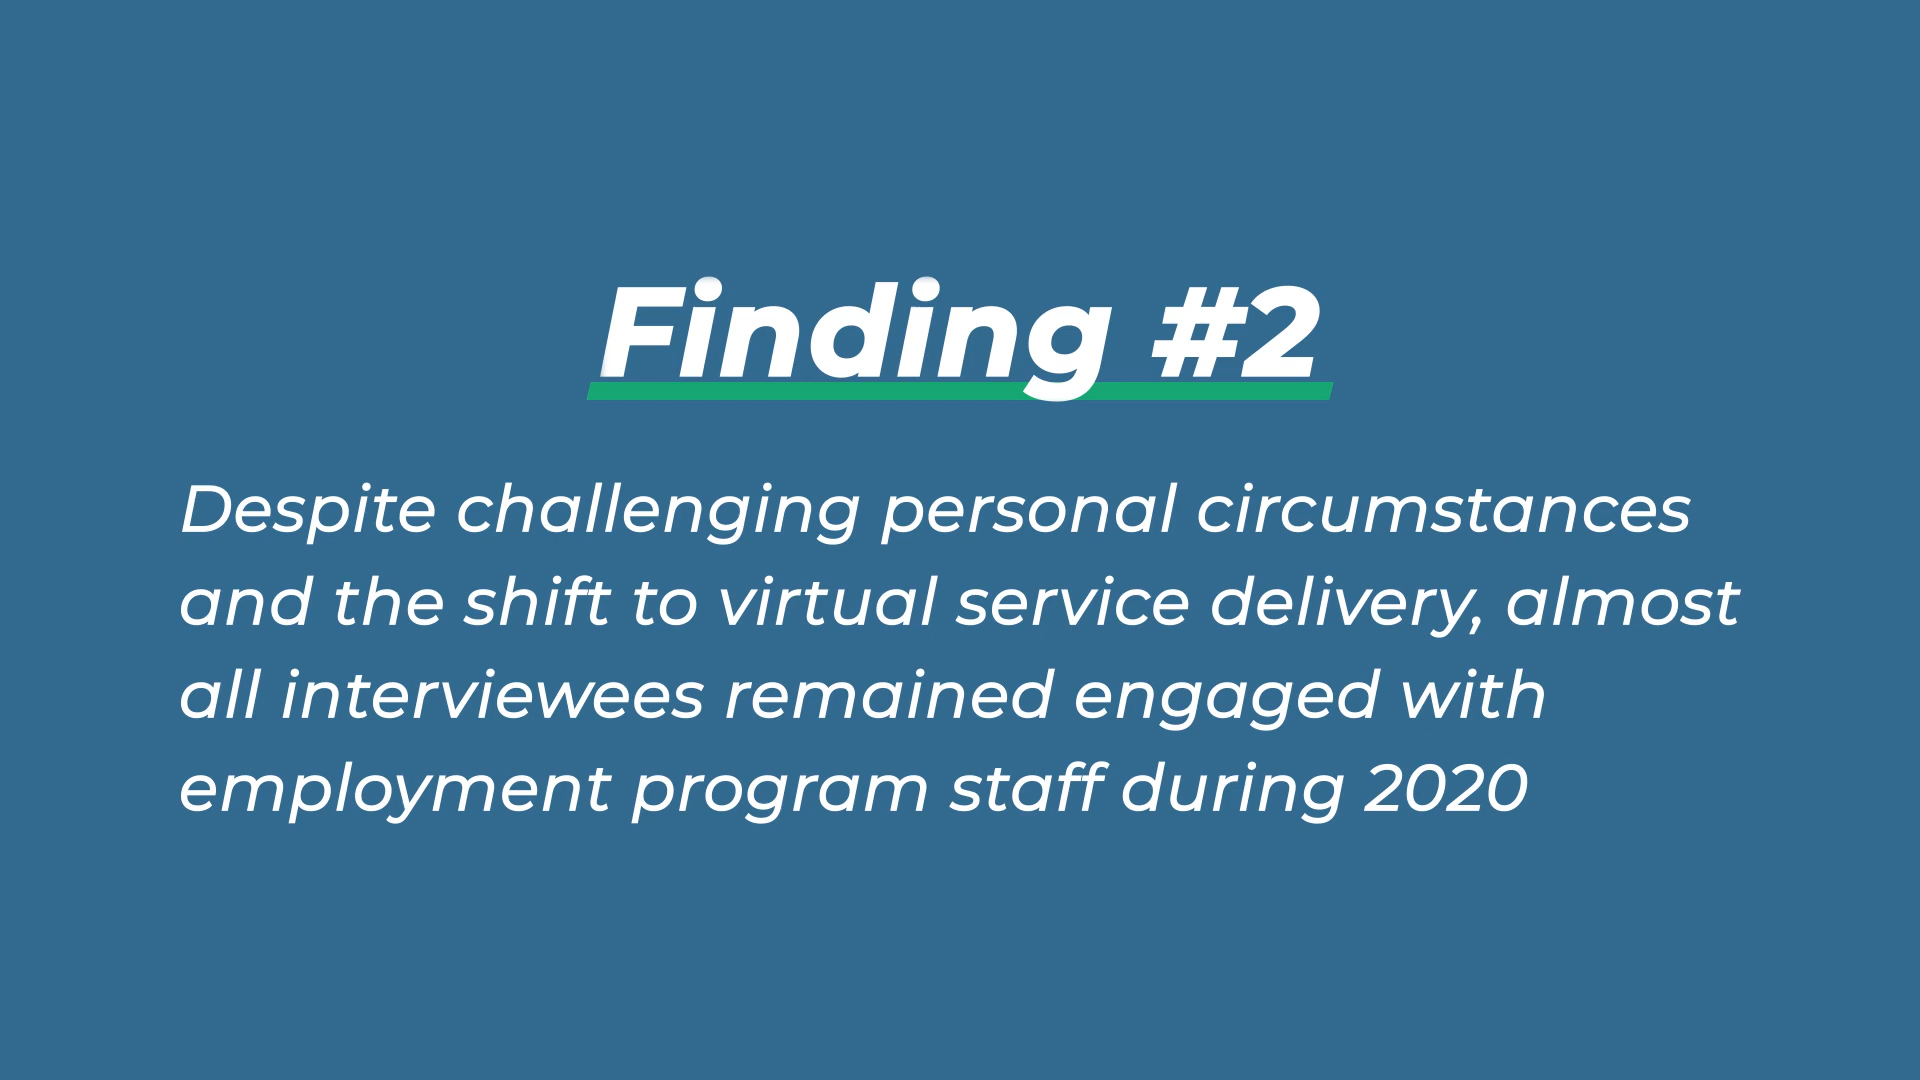 Finding #2
Despite challenging personal circumstances
and the shift to virtual service delivery, almost
all interviewees remained engaged with
employment program staff during 2020